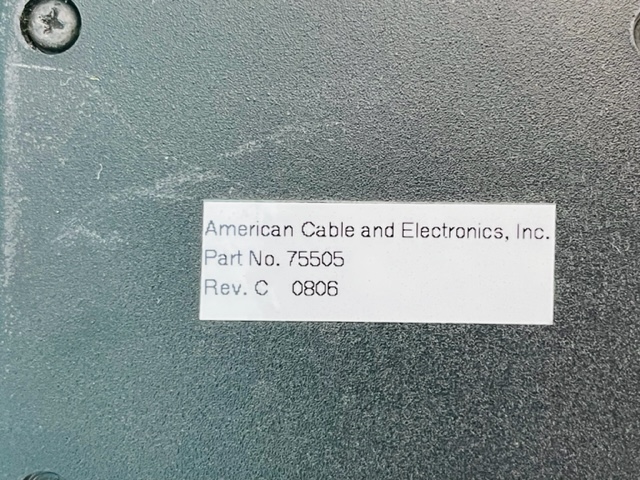 American Cable and Electronics, Inc.
Part No. 75505
Rev. C 0806